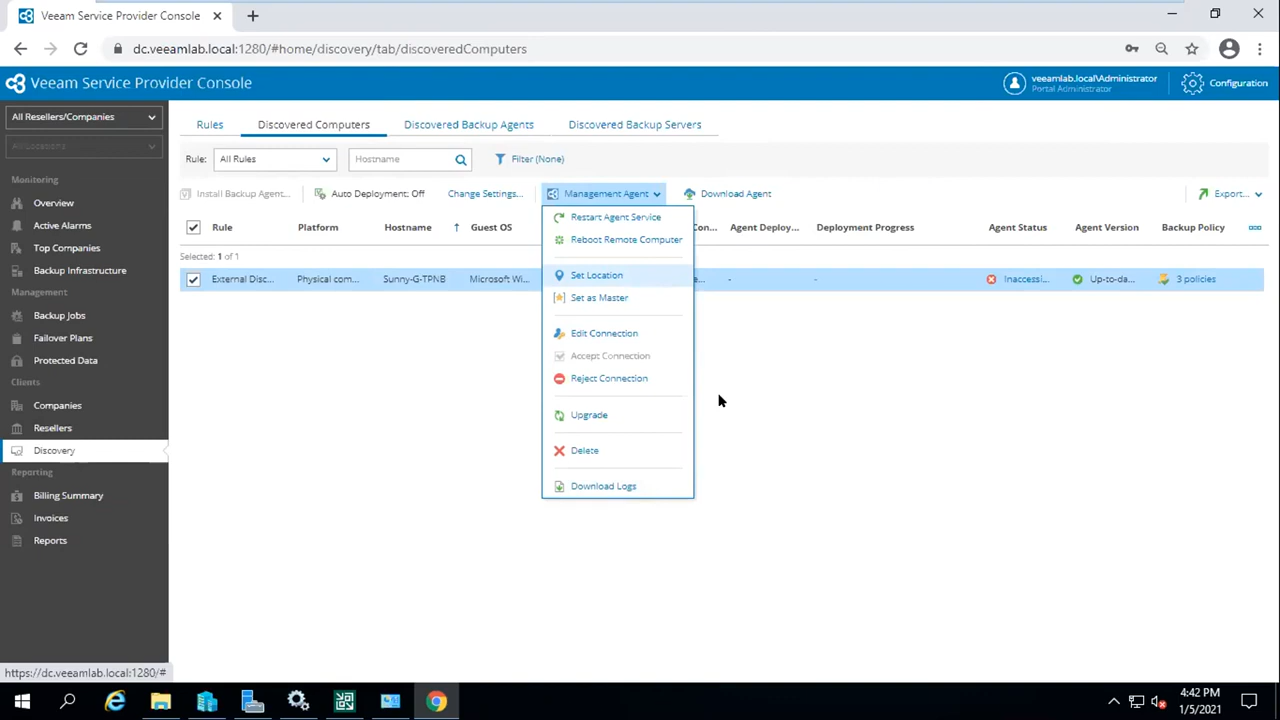 Veeam Service Provider Console
dc.veeamlab.local:1280/#home/discovery/tab/discoveredComputers
Veeam Service Provider Console
veeamlab.local\Administrator
Portal Administrator
Configuration
All Resellers/Companies
All Locations
Rules
Discovered Computers
Discovered Backup Agents
Discovered Backup Servers
Rule:
All Rules
Hostname
Filter (None)
Install Backup Agent...
Auto Deployment: Off
Change Settings...
Management Agent
Download Agent
Export...
Rule
Platform
Hostname
Guest OS
Con...
Agent Deploy...
Deployment Progress
Agent Status
Agent Version
Backup Policy
Selected: 1 of 1
External Disc...
Physical com...
Sunny-G-TPNB
Microsoft Wi...
e...
-
-
Inaccessi...
Up-to-da...
3 policies
Restart Agent Service
Reboot Remote Computer
Set Location
Set as Master
Edit Connection
Accept Connection
Reject Connection
Upgrade
Delete
Download Logs
Monitoring
Overview
Active Alarms
Top Companies
Backup Infrastructure
Management
Backup Jobs
Failover Plans
Protected Data
Clients
Companies
Resellers
Discovery
Reporting
Billing Summary
Invoices
Reports
https://dc.veeamlab.local:1280/#
4:42 PM
1/5/2021